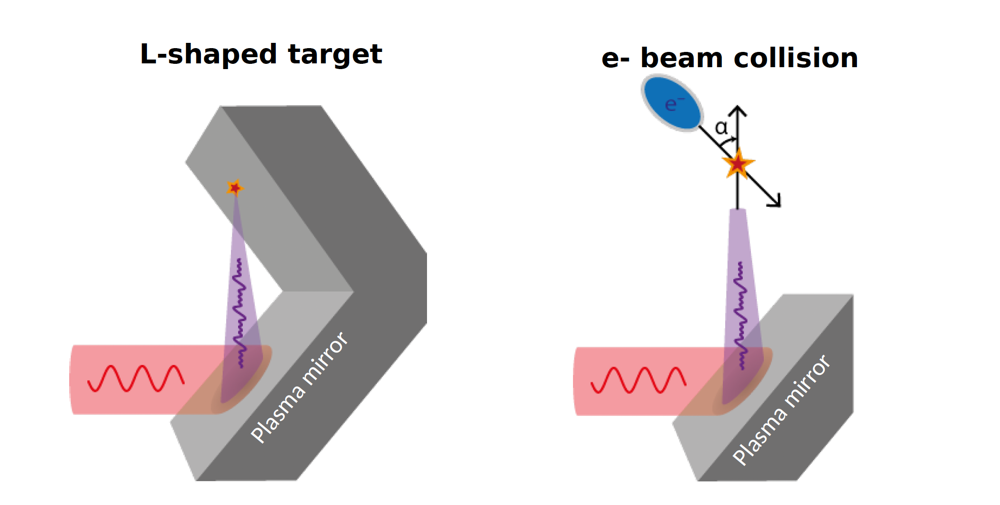 L-shaped target
e- beam collision
e⁻
α
Plasma mirror
Plasma mirror